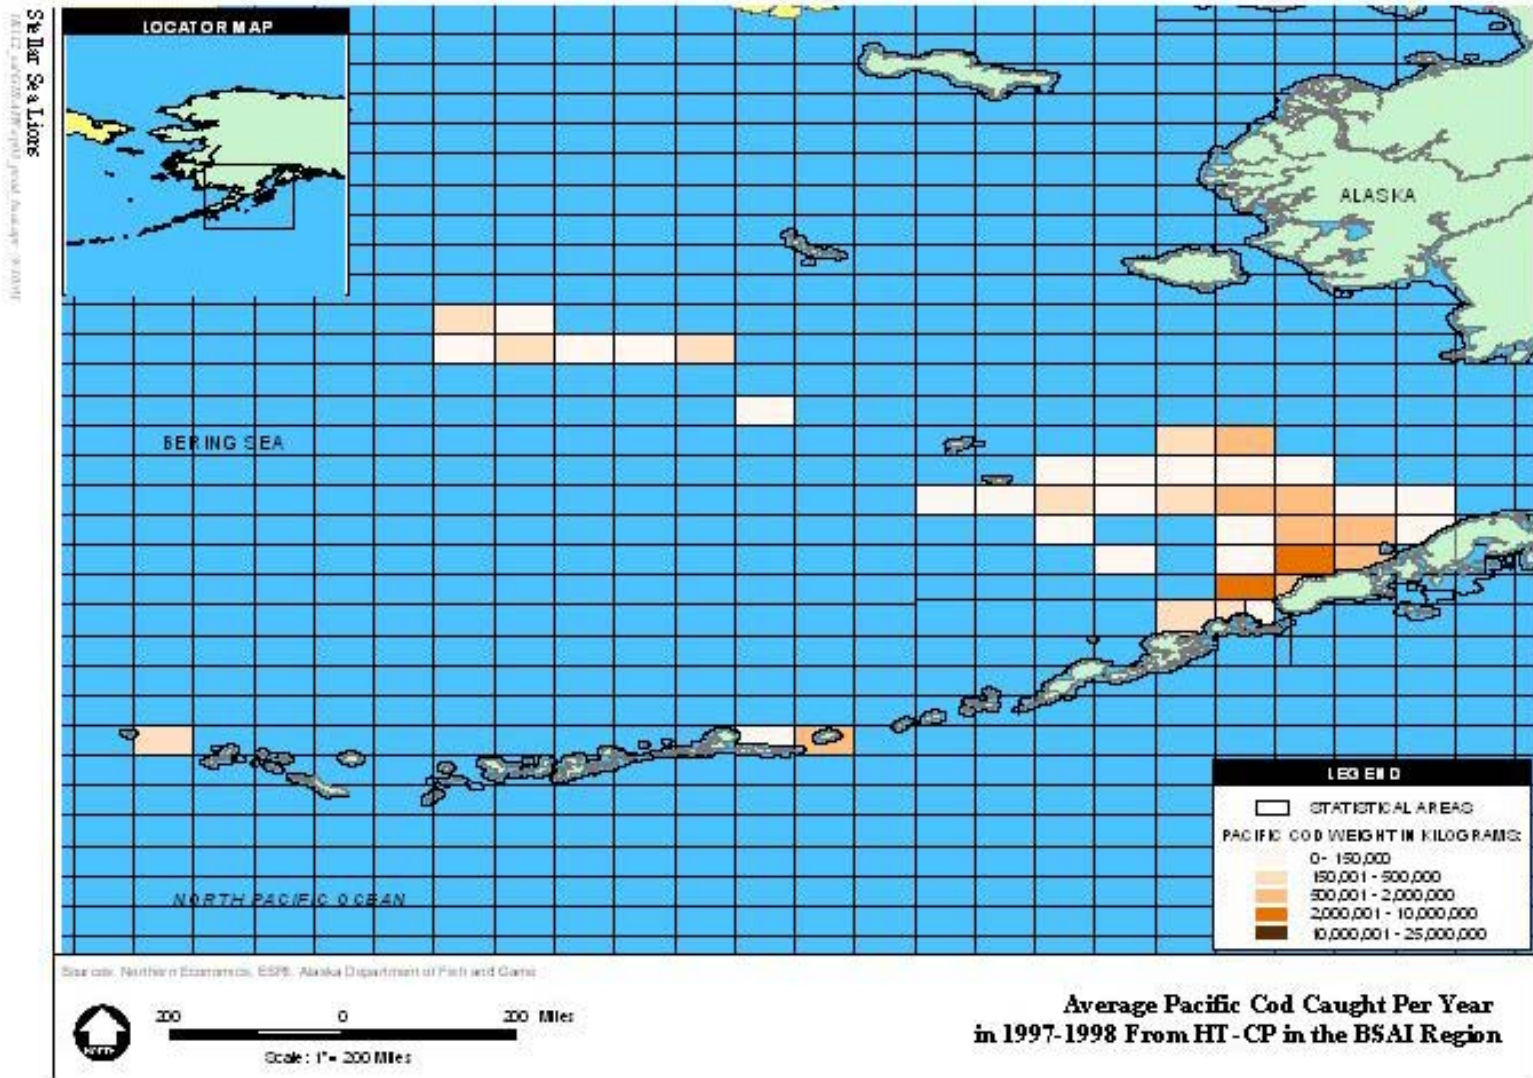 Stellar Sea Lions
LOCATOR MAP
ALASKA
BERING SEA
NORTH PACIFIC OCEAN
LEGEND
STATISTICAL AREAS
PACIFIC COD WEIGHT IN KILOGRAMS:
0 - 150,000
150,001 - 500,000
500,001 - 2,000,000
2,000,001 - 10,000,000
10,000,001 - 25,000,000
Sources: Northern Economics, ESRI, Alaska Department of Fish and Game
NORTH
200 0 200 Miles
Scale: 1" = 200 Miles
Average Pacific Cod Caught Per Year
in 1997-1998 From HT-CP in the BSAI Region